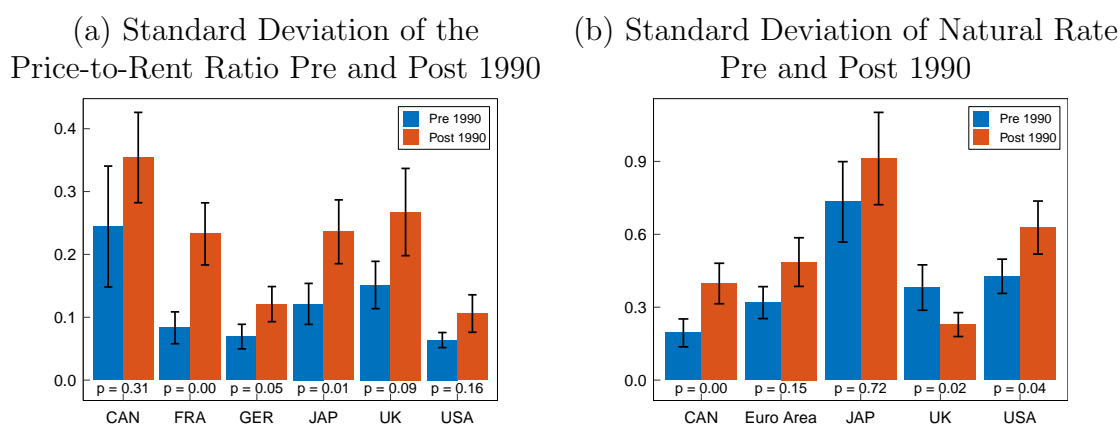 (a) Standard Deviation of the
Price-to-Rent Ratio Pre and Post 1990
Pre 1990
Post 1990
0.4
0.3
0.2
0.1
0.0
p = 0.31 p = 0.00 p = 0.05 p = 0.01 p = 0.09 p = 0.16
CAN FRA GER JAP UK USA
(b) Standard Deviation of Natural Rate
Pre and Post 1990
Pre 1990
Post 1990
0.9
0.6
0.3
0.0
p = 0.00 p = 0.15 p = 0.72 p = 0.02 p = 0.04
CAN Euro Area JAP UK USA